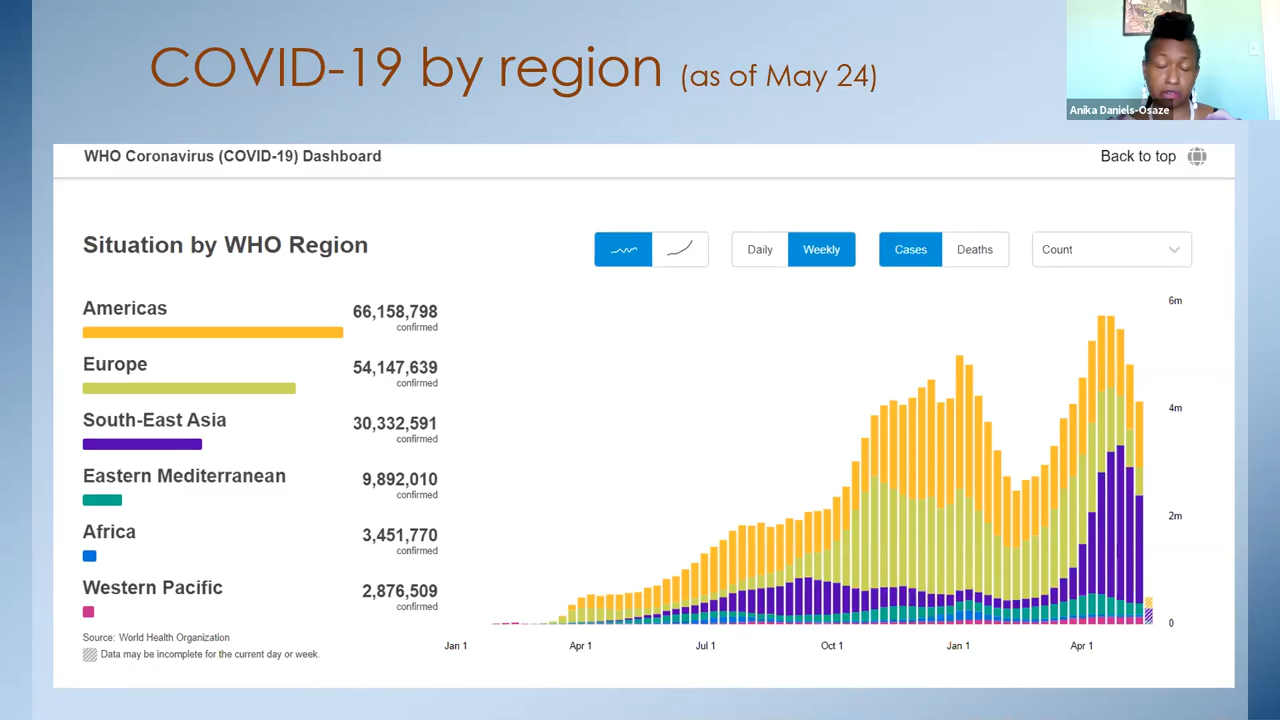 COVID-19 by region (as of May 24)
Anika Daniels-Osaze
WHO Coronavirus (COVID-19) Dashboard
Back to top
Situation by WHO Region
Daily
Weekly
Cases
Deaths
Count
Americas
66,158,798
confirmed
Europe
54,147,639
confirmed
South-East Asia
30,332,591
confirmed
Eastern Mediterranean
9,892,010
confirmed
Africa
3,451,770
confirmed
Western Pacific
2,876,509
confirmed
Source: World Health Organization
Data may be incomplete for the current day or week.
6m
4m
2m
0
Jan 1
Apr 1
Jul 1
Oct 1
Jan 1
Apr 1